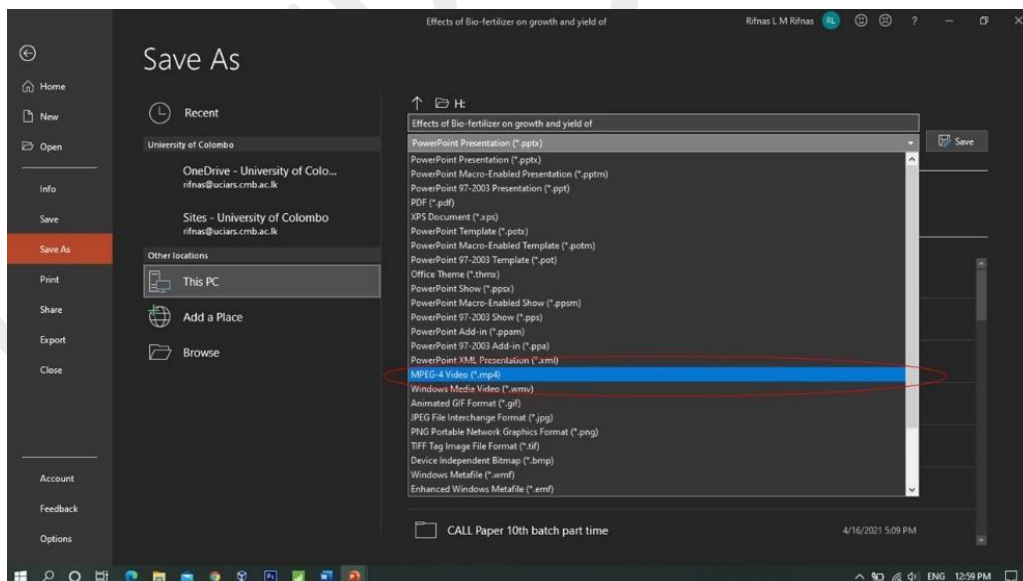 Effects of Bio-fertilizer on growth and yield of
Rifnas L M Rifnas
RL
?
Save As
Home
New
Open
Info
Save
Save As
Print
Share
Export
Close
Account
Feedback
Options
Recent
University of Colombo
OneDrive - University of Colo...
rifnas@uciars.cmb.ac.lk
Sites - University of Colombo
rifnas@uciars.cmb.ac.lk
Other locations
This PC
Add a Place
Browse
H:
Effects of Bio-fertilizer on growth and yield of
PowerPoint Presentation (*.pptx)
Save
PowerPoint Presentation (*.pptx)
PowerPoint Macro-Enabled Presentation (*.pptm)
PowerPoint 97-2003 Presentation (*.ppt)
PDF (*.pdf)
XPS Document (*.xps)
PowerPoint Template (*.potx)
PowerPoint Macro-Enabled Template (*.potm)
PowerPoint 97-2003 Template (*.pot)
Office Theme (*.thmx)
PowerPoint Show (*.ppsx)
PowerPoint Macro-Enabled Show (*.ppsm)
PowerPoint 97-2003 Show (*.pps)
PowerPoint Add-in (*.ppam)
PowerPoint 97-2003 Add-in (*.ppa)
PowerPoint XML Presentation (*.xml)
MPEG-4 Video (*.mp4)
Windows Media Video (*.wmv)
Animated GIF Format (*.gif)
JPEG File Interchange Format (*.jpg)
PNG Portable Network Graphics Format (*.png)
TIFF Tag Image File Format (*.tif)
Device Independent Bitmap (*.bmp)
Windows Metafile (*.wmf)
Enhanced Windows Metafile (*.emf)
CALL Paper 10th batch part time
4/16/2021 5:09 PM
Ps
ENG 12:59 PM